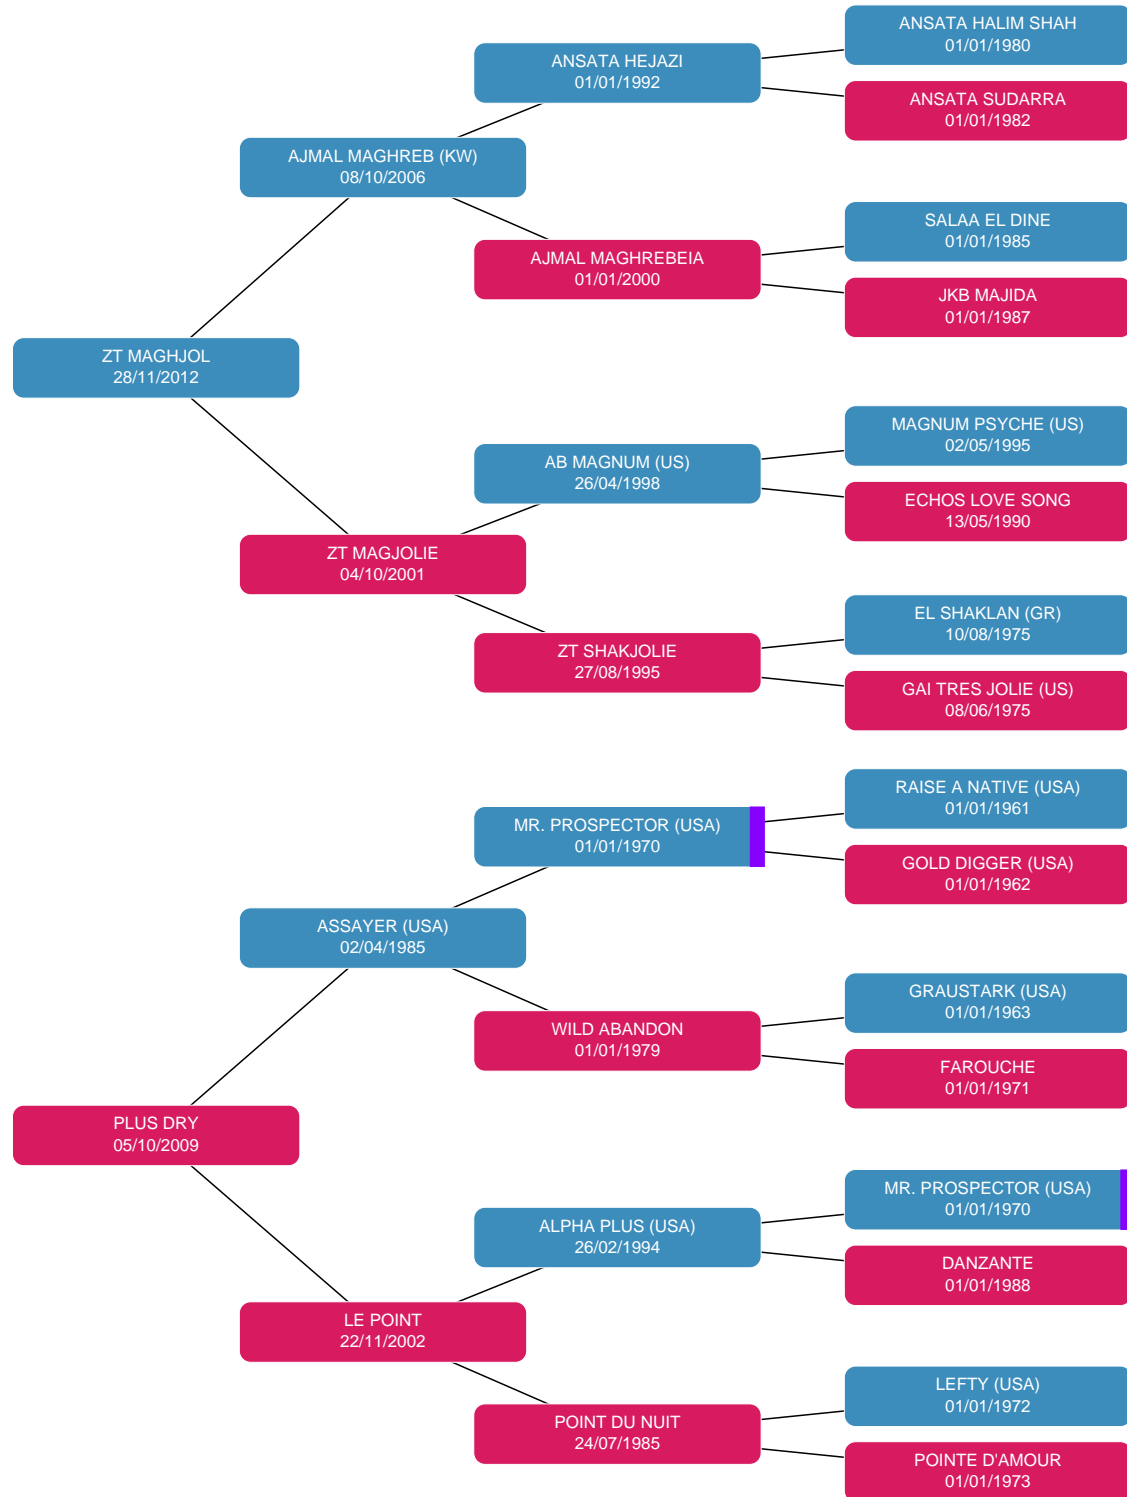 ANSATA HALIM SHAH
01/01/1980
ANSATA HEJAZI
01/01/1992
ANSATA SUDARRA
01/01/1982
AJMAL MAGHREB (KW)
08/10/2006
SALAA EL DINE
01/01/1985
AJMAL MAGHREBEIA
01/01/2000
JKB MAJIDA
01/01/1987
ZT MAGHJOL
28/11/2012
MAGNUM PSYCHE (US)
02/05/1995
AB MAGNUM (US)
26/04/1998
ECHOS LOVE SONG
13/05/1990
ZT MAGJOLIE
04/10/2001
EL SHAKLAN (GR)
10/08/1975
ZT SHAKJOLIE
27/08/1995
GAI TRES JOLIE (US)
08/06/1975
RAISE A NATIVE (USA)
01/01/1961
MR. PROSPECTOR (USA)
01/01/1970
GOLD DIGGER (USA)
01/01/1962
ASSAYER (USA)
02/04/1985
GRAUSTARK (USA)
01/01/1963
WILD ABANDON
01/01/1979
FAROUCHE
01/01/1971
PLUS DRY
05/10/2009
MR. PROSPECTOR (USA)
01/01/1970
ALPHA PLUS (USA)
26/02/1994
DANZANTE
01/01/1988
LE POINT
22/11/2002
LEFTY (USA)
01/01/1972
POINT DU NUIT
24/07/1985
POINTE D'AMOUR
01/01/1973